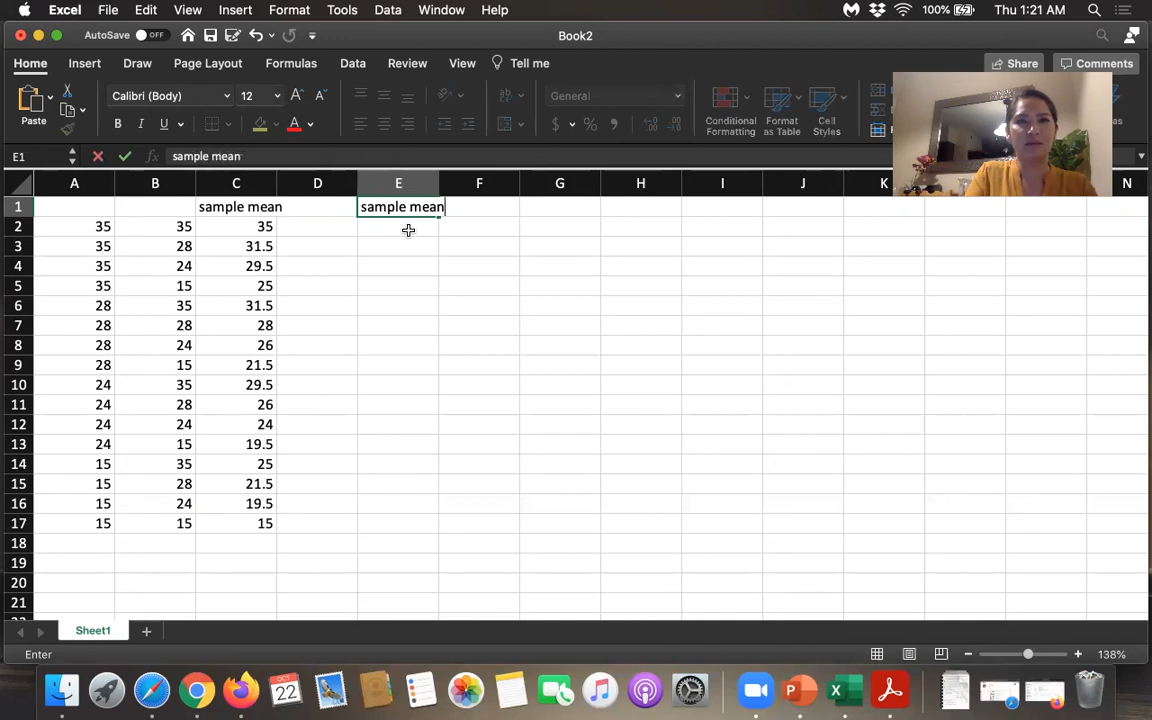 Excel File Edit View Insert Format Tools Data Window Help 100% Thu 1:21 AM
AutoSave OFF Book2
Home Insert Draw Page Layout Formulas Data Review View Tell me Share Comments
Paste Calibri (Body) 12 A A General Conditional Formatting Format as Table Cell Styles
B I U A $ %
E1 fx sample mean
A B C D E F G H I J K N
1 sample mean sample mean
2 35 35 35
3 35 28 31.5
4 35 24 29.5
5 35 15 25
6 28 35 31.5
7 28 28 28
8 28 24 26
9 28 15 21.5
10 24 35 29.5
11 24 28 26
12 24 24 24
13 24 15 19.5
14 15 35 25
15 15 28 21.5
16 15 24 19.5
17 15 15 15
18
19
20
21
Sheet1
Enter 138%
OCT
22